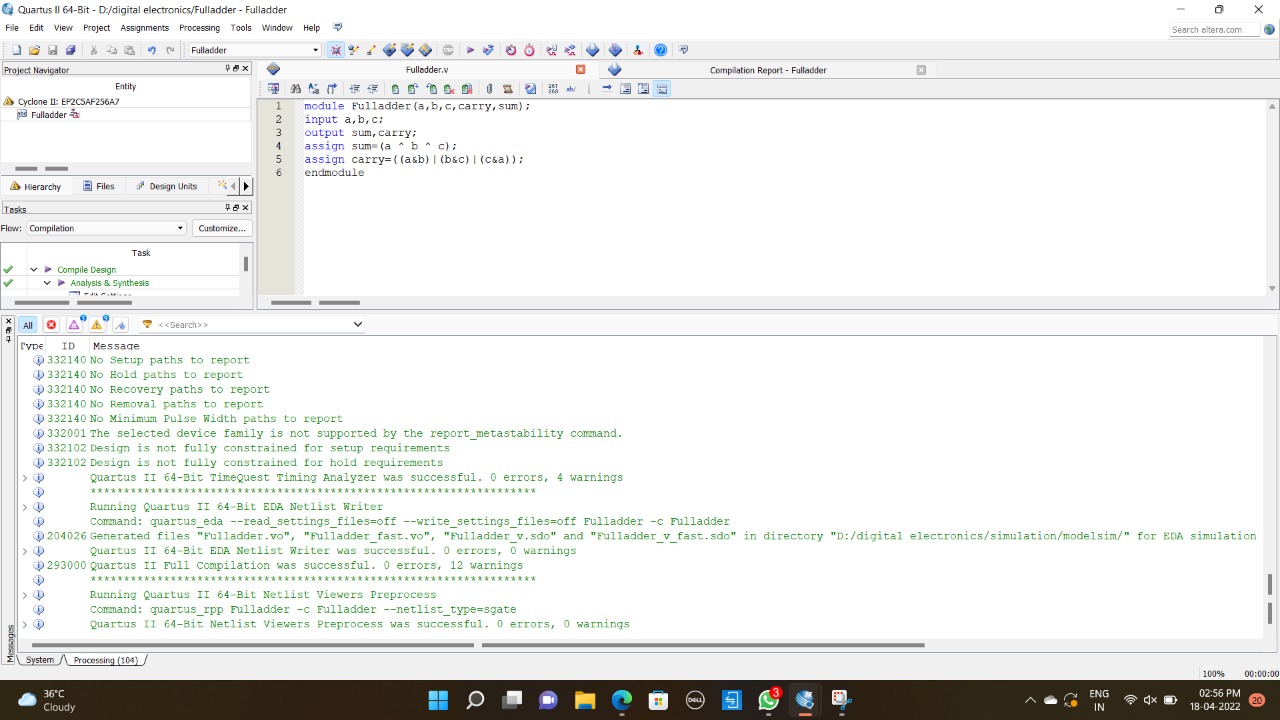 Quartus II 64-Bit - D:/digital electronics/Fulladder - Fulladder
File Edit View Project Assignments Processing Tools Window Help
Search altera.com
Fulladder
Project Navigator
Entity
Cyclone II: EP2C5AF256A7
Fulladder
Hierarchy Files Design Units
Tasks
Flow: Compilation Customize...
Task
Compile Design
Analysis & Synthesis
Edit Settings
Fulladder.v Compilation Report - Fulladder
1 module Fulladder(a,b,c,carry,sum);
2 input a,b,c;
3 output sum,carry;
4 assign sum=(a ^ b ^ c);
5 assign carry=((a&b)|(b&c)|(c&a));
6 endmodule
All <<Search>>
Type ID Message
332140 No Setup paths to report
332140 No Hold paths to report
332140 No Recovery paths to report
332140 No Removal paths to report
332140 No Minimum Pulse Width paths to report
332001 The selected device family is not supported by the report_metastability command.
332102 Design is not fully constrained for setup requirements
332102 Design is not fully constrained for hold requirements
Quartus II 64-Bit TimeQuest Timing Analyzer was successful. 0 errors, 4 warnings
*******************************************************************
Running Quartus II 64-Bit EDA Netlist Writer
Command: quartus_eda --read_settings_files=off --write_settings_files=off Fulladder -c Fulladder
204026 Generated files "Fulladder.vo", "Fulladder_fast.vo", "Fulladder_v.sdo" and "Fulladder_v_fast.sdo" in directory "D:/digital electronics/simulation/modelsim/" for EDA simulation
Quartus II 64-Bit EDA Netlist Writer was successful. 0 errors, 0 warnings
293000 Quartus II Full Compilation was successful. 0 errors, 12 warnings
*******************************************************************
Running Quartus II 64-Bit Netlist Viewers Preprocess
Command: quartus_rpp Fulladder -c Fulladder --netlist_type=sgate
Quartus II 64-Bit Netlist Viewers Preprocess was successful. 0 errors, 0 warnings
Messages
System Processing (104)
100% 00:00:00
36°C
Cloudy
DELL
3
ENG
IN
02:56 PM
18-04-2022
20